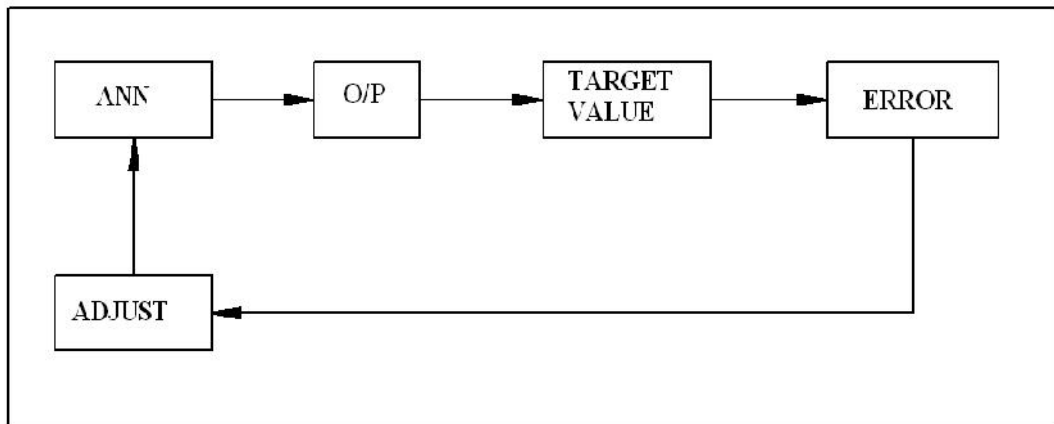 ANN
O/P
TARGET
VALUE
ERROR
ADJUST